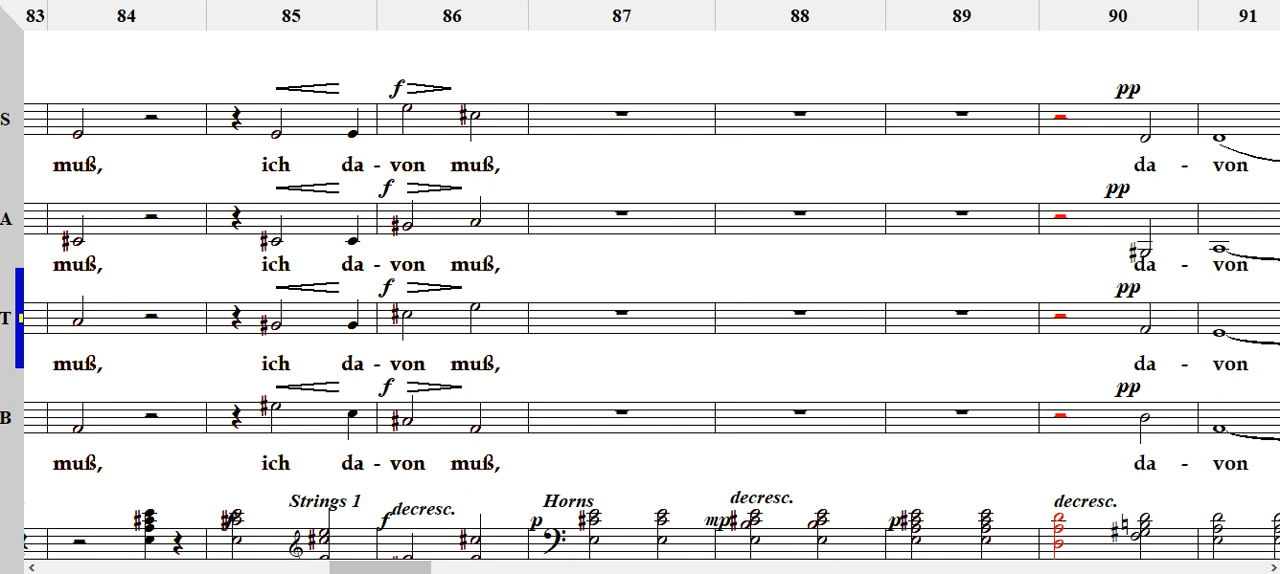 83 84 85 86 87 88 89 90 91
f pp
S
muß, ich da - von muß, da - von
f pp
A
muß, ich da - von muß, da - von
f pp
T
muß, ich da - von muß, da - von
f pp
B
muß, ich da - von muß, da - von
Strings 1 f decresc. Horns decresc. decresc.
p mp p